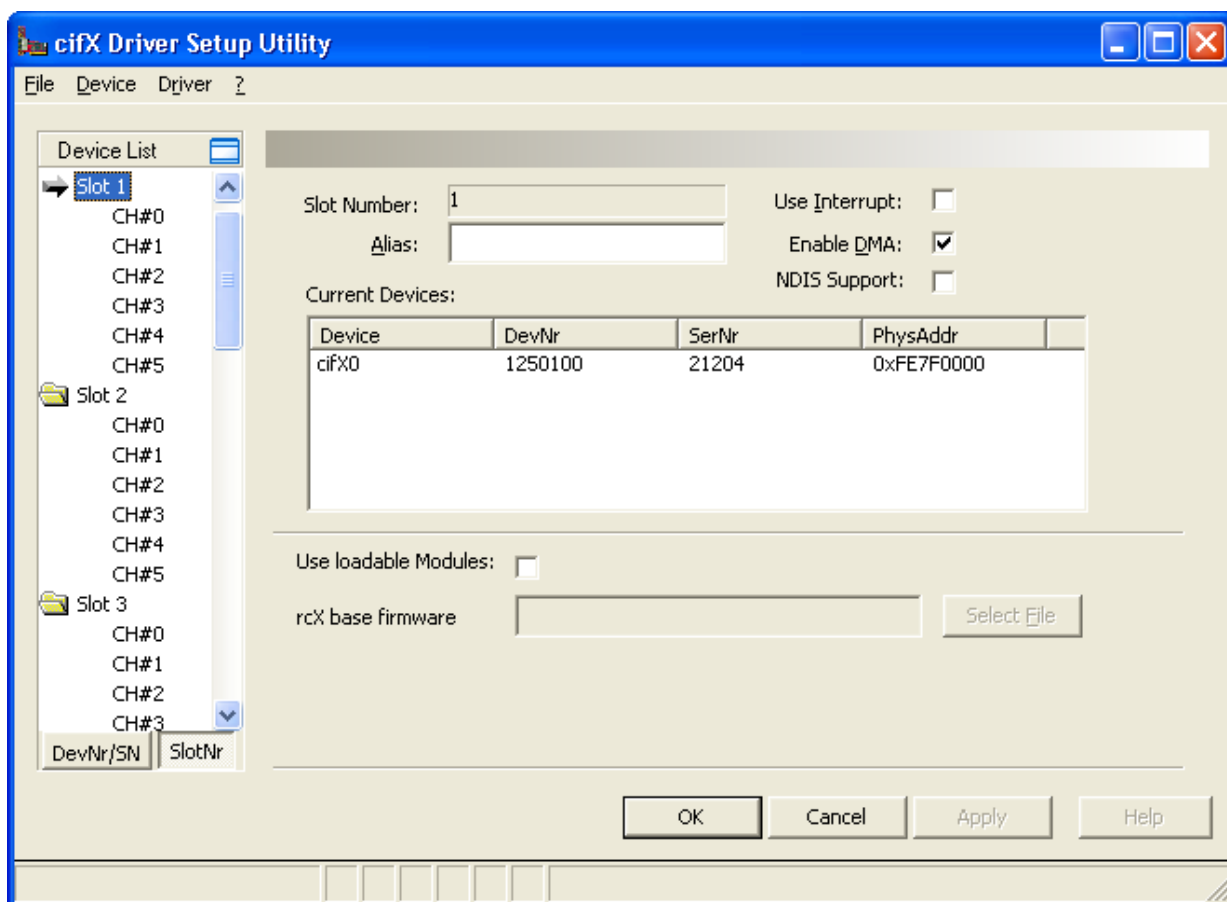 cifX Driver Setup Utility
File Device Driver ?
Device List
Slot 1
CH#0
CH#1
CH#2
CH#3
CH#4
CH#5
Slot 2
CH#0
CH#1
CH#2
CH#3
CH#4
CH#5
Slot 3
CH#0
CH#1
CH#2
CH#3
DevNr/SN SlotNr
Slot Number: 1
Alias:
Use Interrupt:
Enable DMA:
NDIS Support:
Current Devices:
Device DevNr SerNr PhysAddr
cifX0 1250100 21204 0xFE7F0000
Use loadable Modules:
rcX base firmware Select File
OK Cancel Apply Help